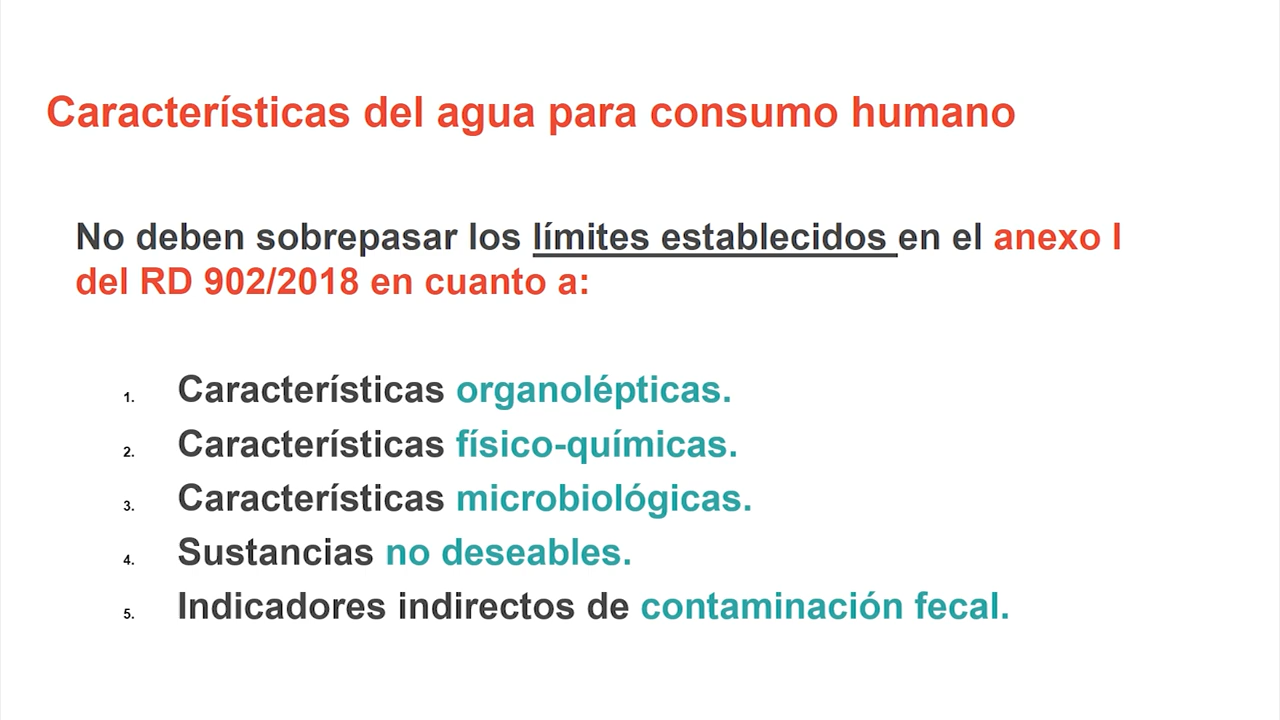 Características del agua para consumo humano
No deben sobrepasar los límites establecidos en el anexo I
del RD 902/2018 en cuanto a:
1. Características organolépticas.
2. Características físico-químicas.
3. Características microbiológicas.
4. Sustancias no deseables.
5. Indicadores indirectos de contaminación fecal.